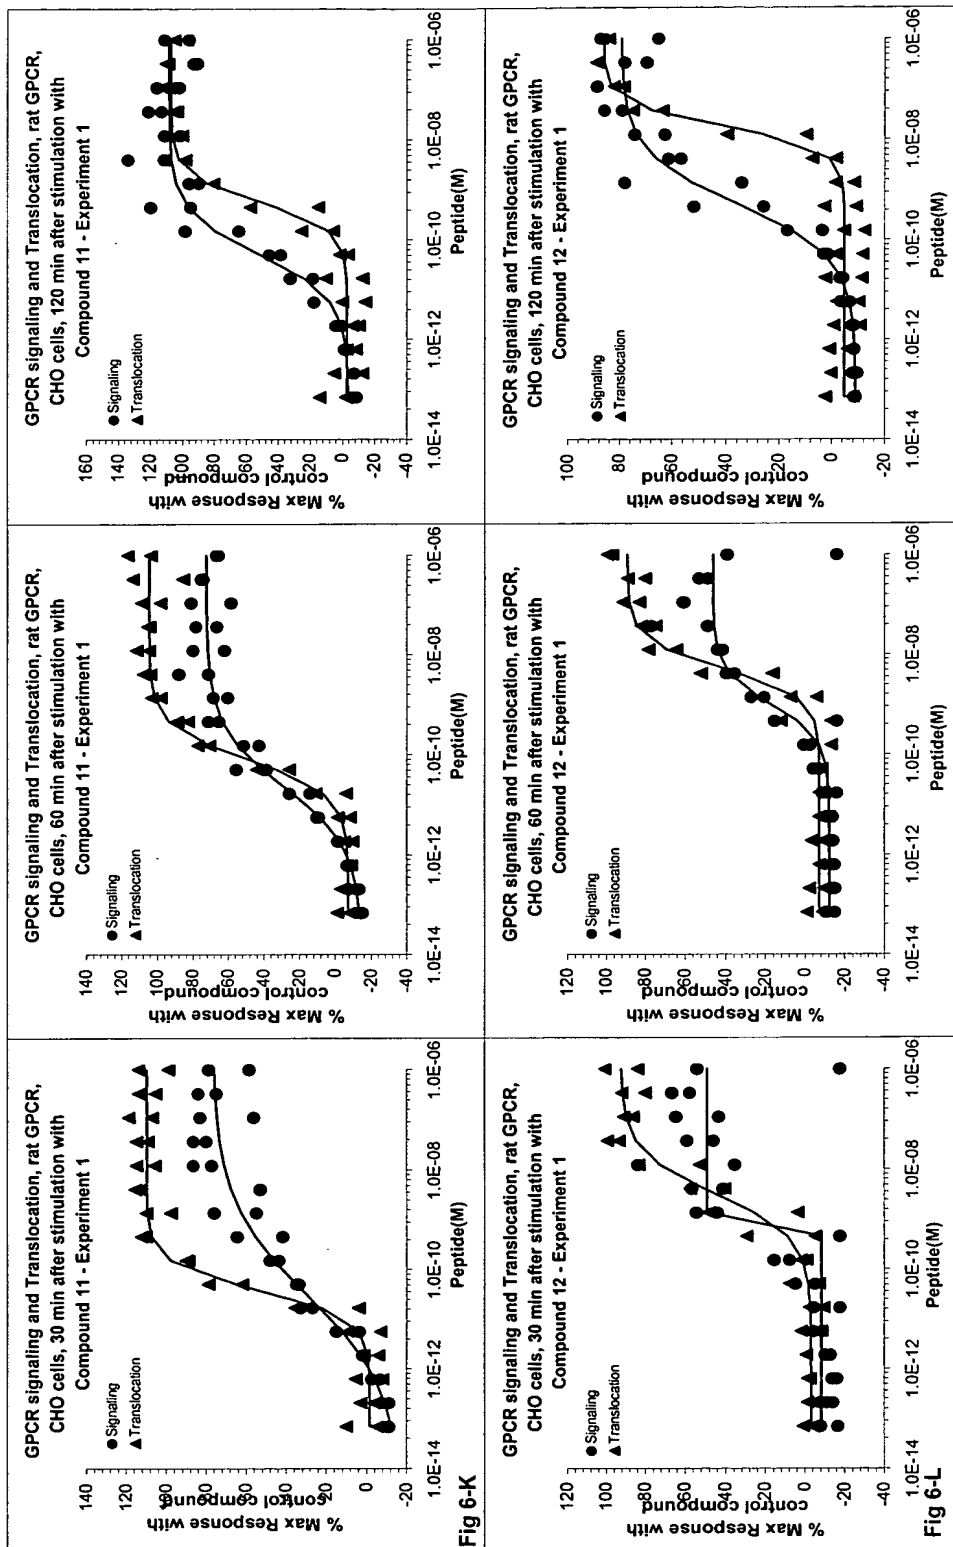 GPCR signaling and Translocation, rat GPCR,
CHO cells, 30 min after stimulation with
Compound 11 - Experiment 1
% Max Response with
control compound
140
120
100
80
60
40
20
0
-20
-40
Signaling
Translocation
1.0E-14
1.0E-12
1.0E-10
1.0E-08
1.0E-06
Peptide(M)
GPCR signaling and Translocation, rat GPCR,
CHO cells, 60 min after stimulation with
Compound 11 - Experiment 1
% Max Response with
control compound
140
120
100
80
60
40
20
0
-20
-40
Signaling
Translocation
1.0E-14
1.0E-12
1.0E-10
1.0E-08
1.0E-06
Peptide(M)
GPCR signaling and Translocation, rat GPCR,
CHO cells, 120 min after stimulation with
Compound 11 - Experiment 1
% Max Response with
control compound
160
140
120
100
80
60
40
20
0
-20
-40
Signaling
Translocation
1.0E-14
1.0E-12
1.0E-10
1.0E-08
1.0E-06
Peptide(M)
Fig 6-K
GPCR signaling and Translocation, rat GPCR,
CHO cells, 30 min after stimulation with
Compound 12 - Experiment 1
% Max Response with
control compound
120
100
80
60
40
20
0
-20
-40
Signaling
Translocation
1.0E-14
1.0E-12
1.0E-10
1.0E-08
1.0E-06
Peptide(M)
GPCR signaling and Translocation, rat GPCR,
CHO cells, 60 min after stimulation with
Compound 12 - Experiment 1
% Max Response with
control compound
120
100
80
60
40
20
0
-20
-40
Signaling
Translocation
1.0E-14
1.0E-12
1.0E-10
1.0E-08
1.0E-06
Peptide(M)
GPCR signaling and Translocation, rat GPCR,
CHO cells, 120 min after stimulation with
Compound 12 - Experiment 1
% Max Response with
control compound
100
80
60
40
20
0
-20
Signaling
Translocation
1.0E-14
1.0E-12
1.0E-10
1.0E-08
1.0E-06
Peptide(M)
Fig 6-L